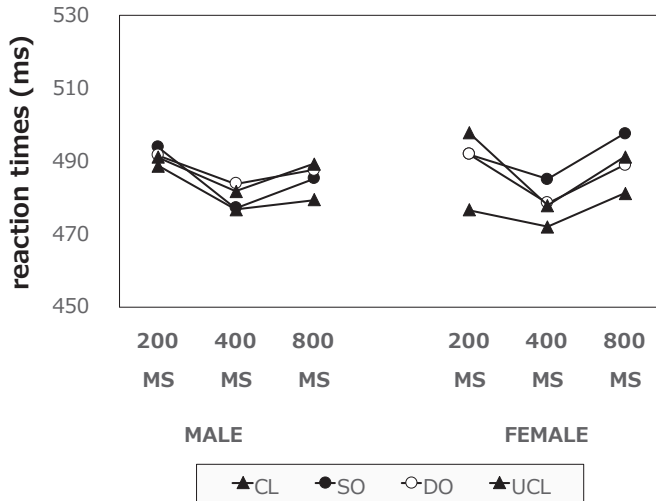 reaction times (ms)
530
510
490
470
450
200 400 800 200 400 800
MS MS MS MS MS MS
MALE FEMALE
CL SO DO UCL